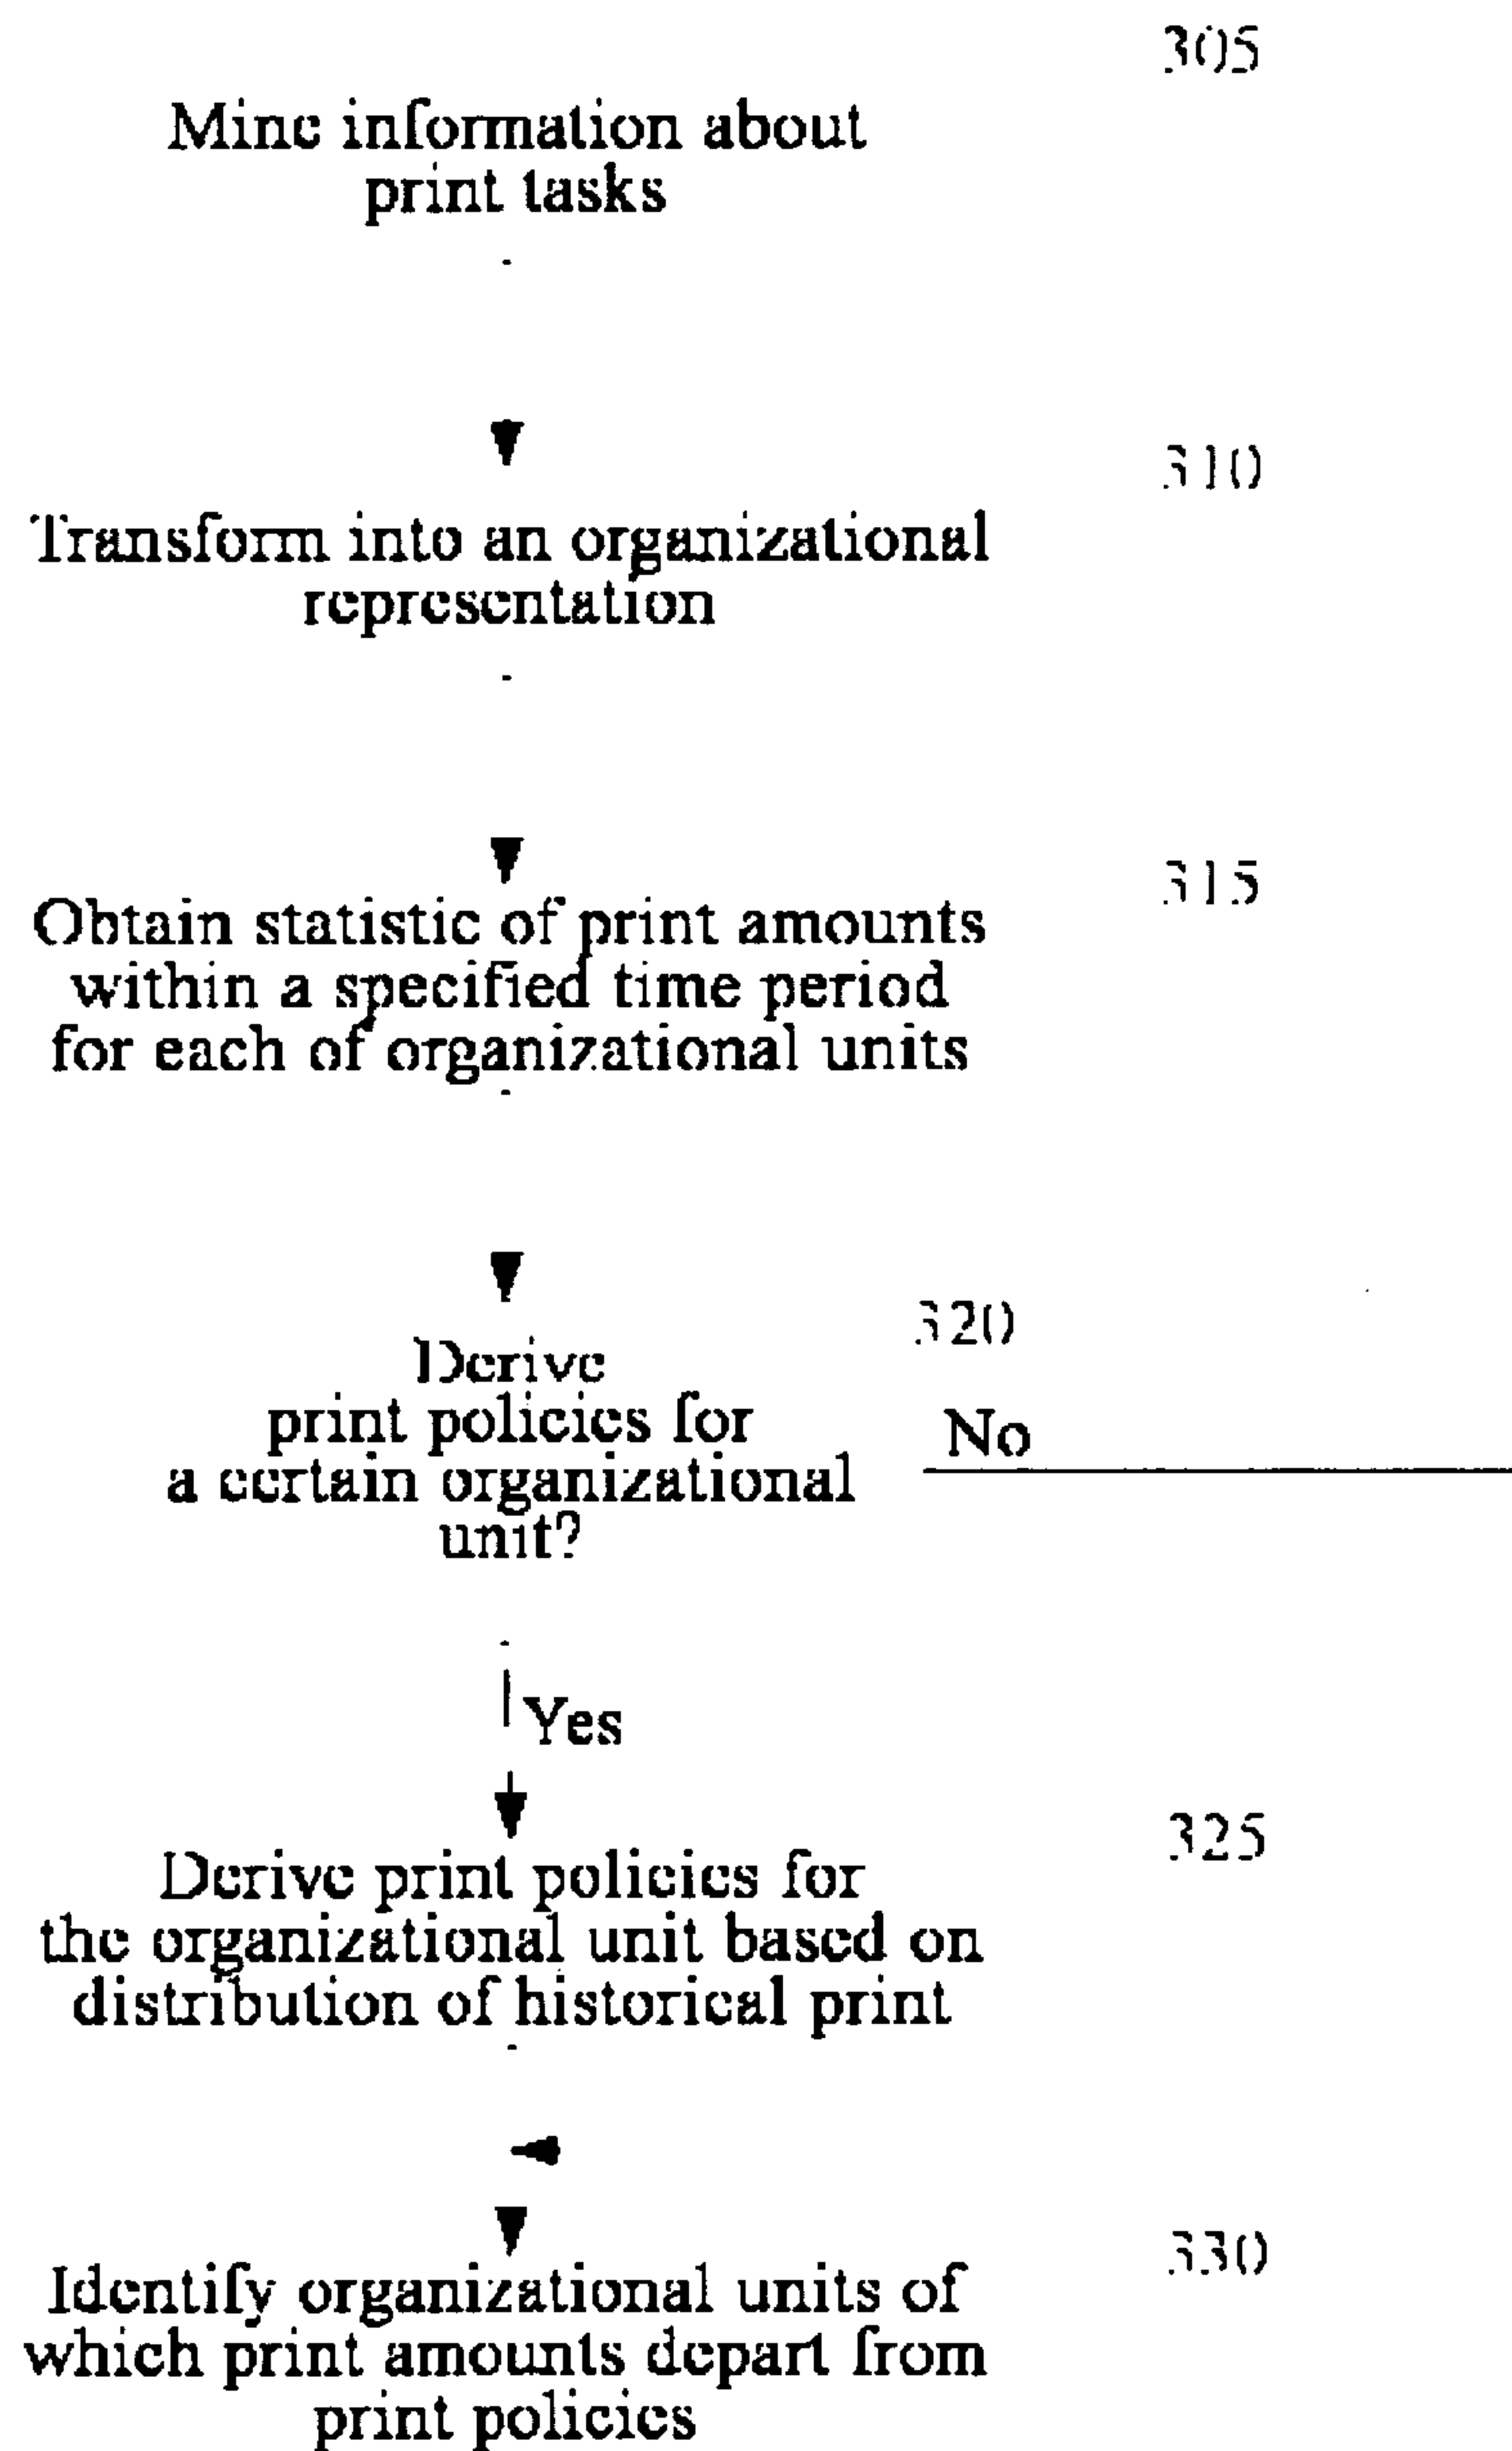 305
Mine information about
print tasks
310
Transform into an organizational
representation
315
Obtain statistic of print amounts
within a specified time period
for each of organizational units
320
Derive
print policies for
a certain organizational
unit?
No
Yes
325
Derive print policies for
the organizational unit based on
distribution of historical print
330
Identify organizational units of
which print amounts depart from
print policies